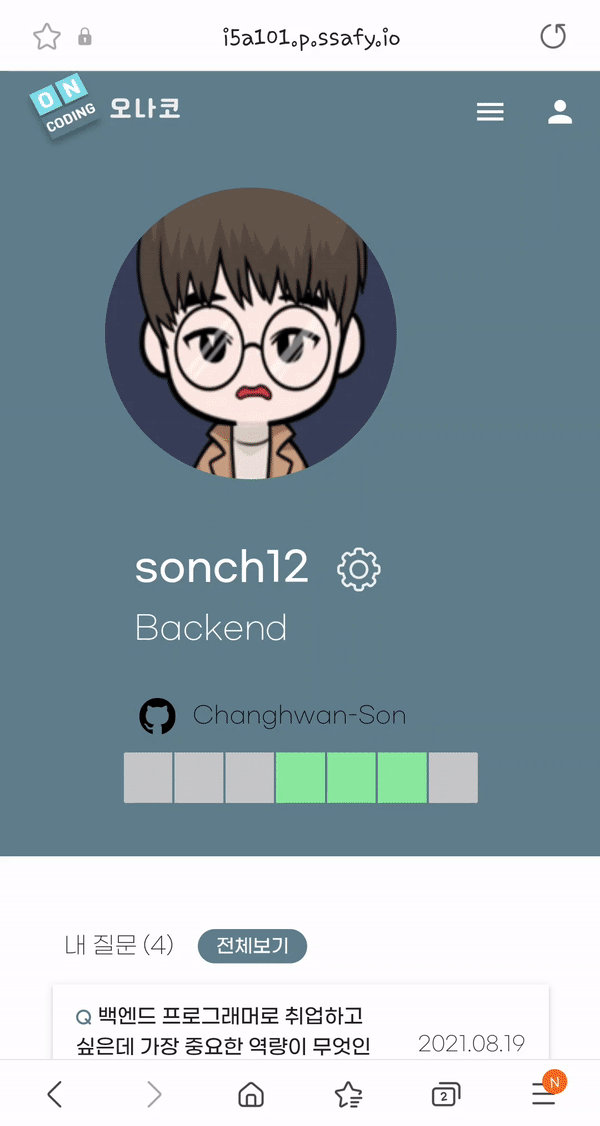 i5a101.p.ssafy.io
ON
CODING
오나코
sonch12
Backend
Changhwan-Son
내 질문 (4)
전체보기
Q 백엔드 프로그래머로 취업하고
싶은데 가장 중요한 역량이 무엇인
2021.08.19
2
N